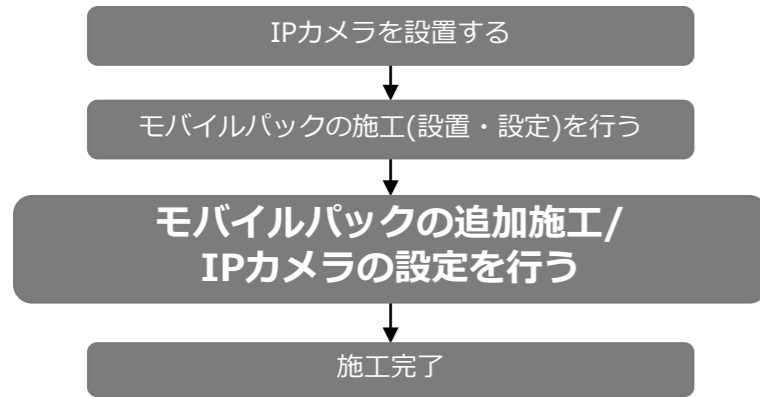 IPカメラを設置する
モバイルパックの施工(設置・設定)を行う
モバイルパックの追加施工/
IPカメラの設定を行う
施工完了